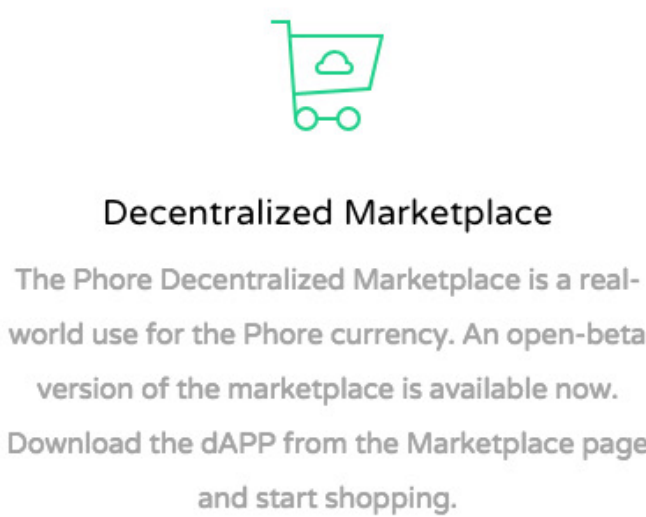 Decentralized Marketplace
The Phore Decentralized Marketplace is a real-
world use for the Phore currency. An open-beta
version of the marketplace is available now.
Download the dAPP from the Marketplace page
and start shopping.